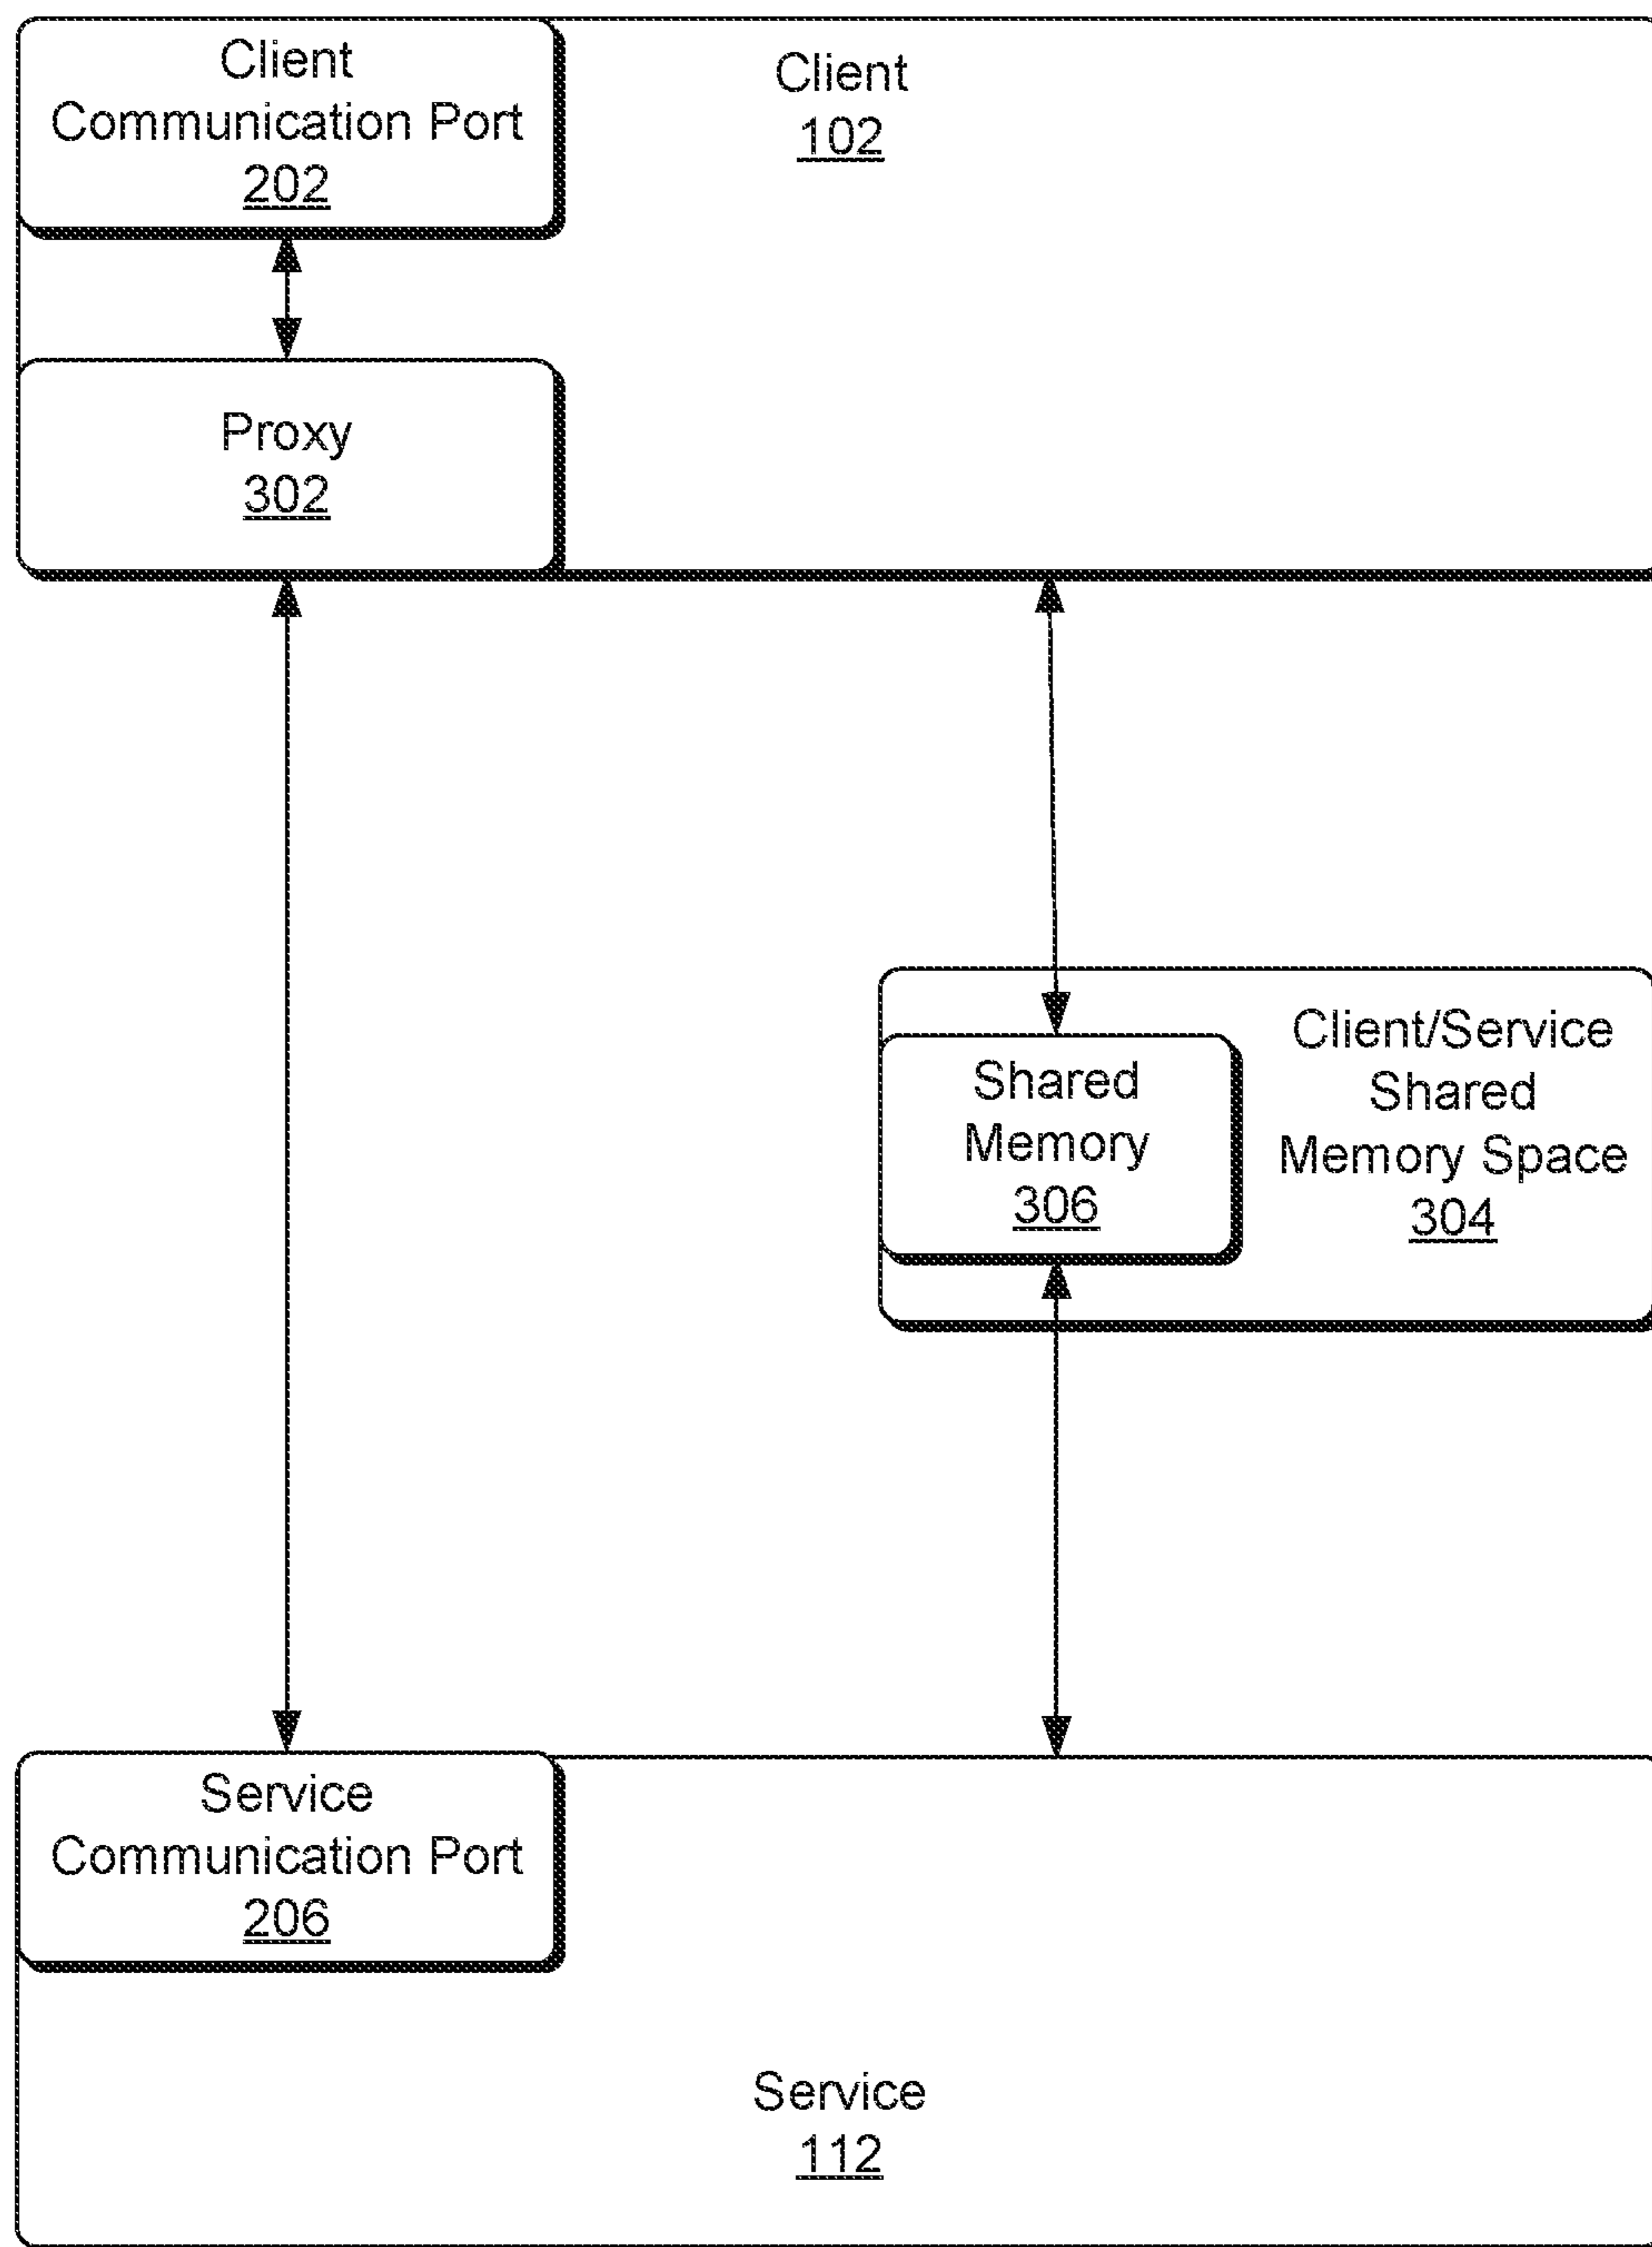 Client
Communication Port
202
Client
102
Proxy
302
Shared
Memory
306
Client/Service
Shared
Memory Space
304
Service
Communication Port
206
Service
112